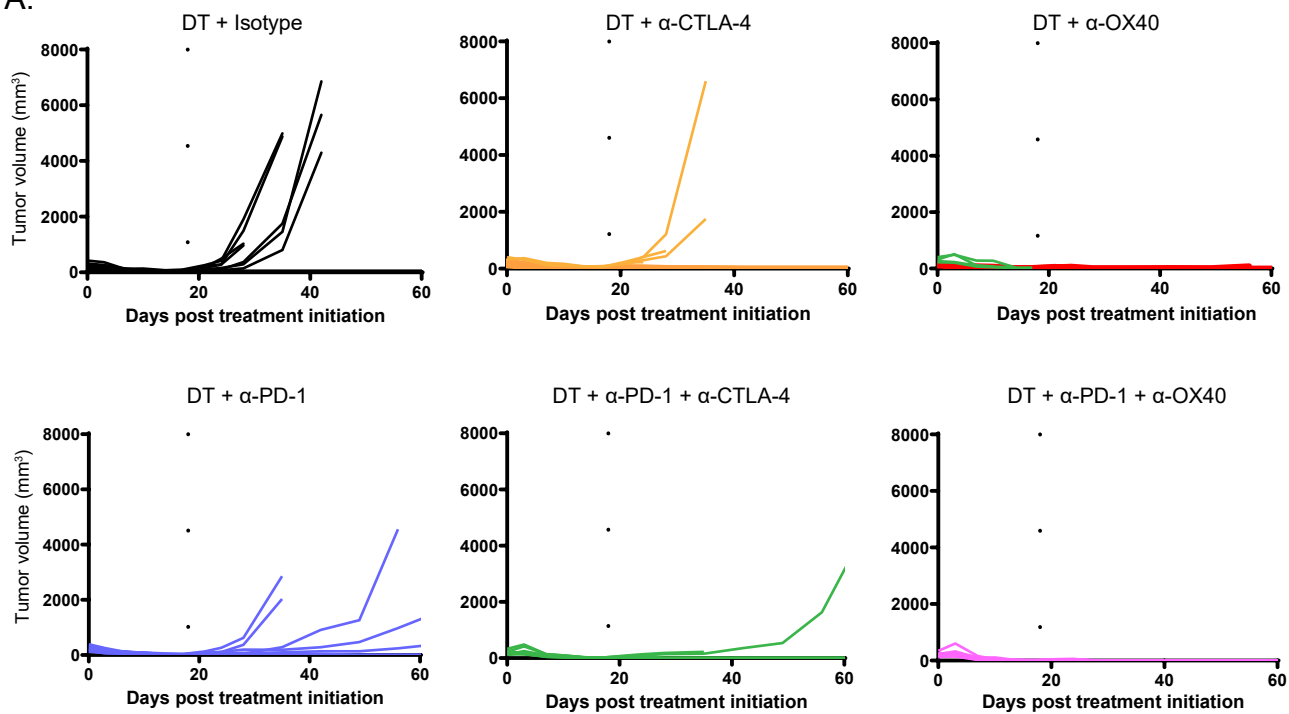 A.
DT + Isotype
DT + α-CTLA-4
DT + α-OX40
Tumor volume (mm³)
8000
6000
4000
2000
0
0 20 40 60
Days post treatment initiation
8000
6000
4000
2000
0
0 20 40 60
Days post treatment initiation
8000
6000
4000
2000
0
0 20 40 60
Days post treatment initiation
DT + α-PD-1
DT + α-PD-1 + α-CTLA-4
DT + α-PD-1 + α-OX40
Tumor volume (mm³)
8000
6000
4000
2000
0
0 20 40 60
Days post treatment initiation
8000
6000
4000
2000
0
0 20 40 60
Days post treatment initiation
8000
6000
4000
2000
0
0 20 40 60
Days post treatment initiation